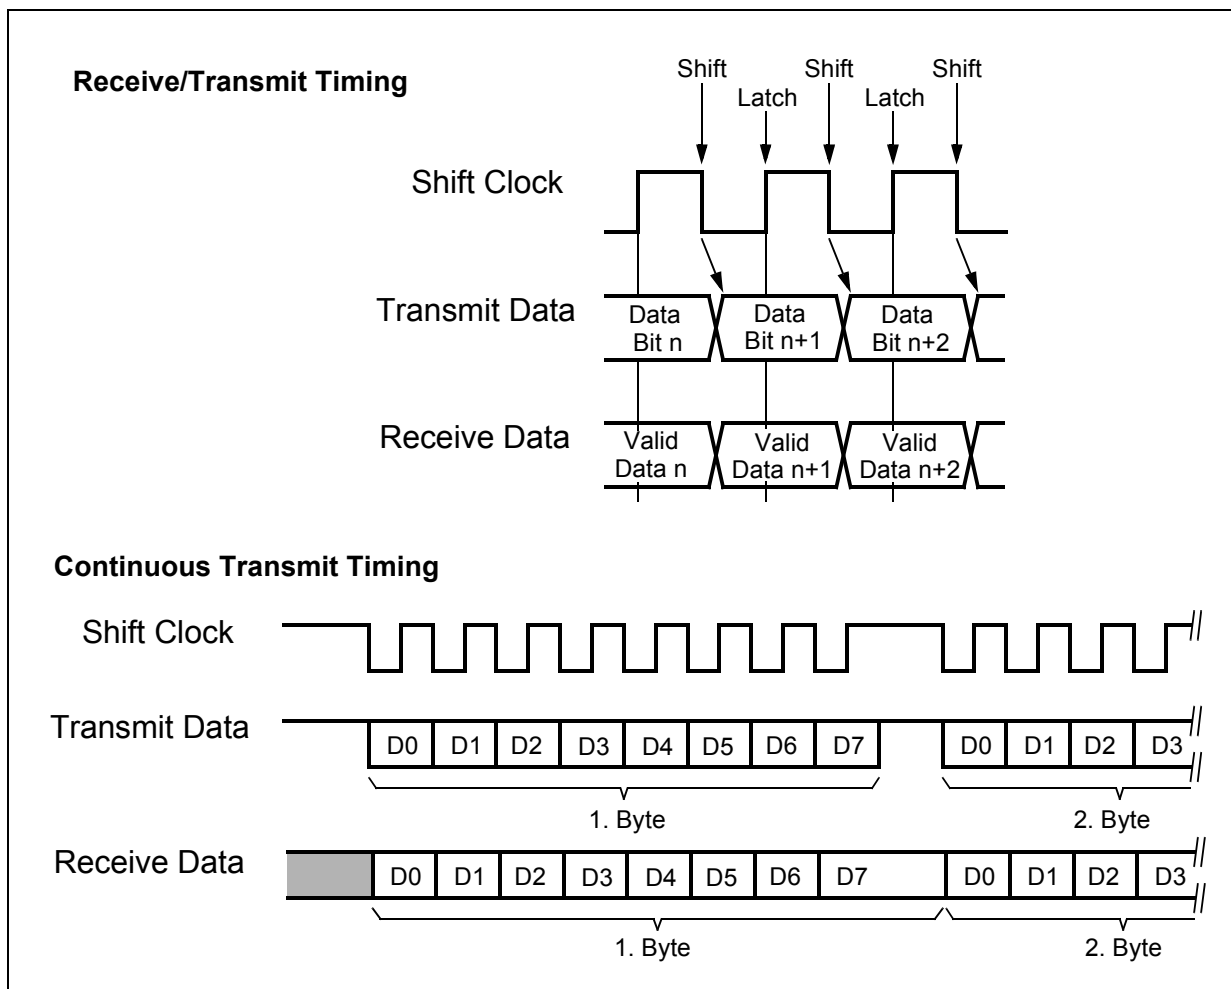 Receive/Transmit Timing
Shift Shift Shift
Latch Latch
Shift Clock
Transmit Data
Data Bit n
Data Bit n+1
Data Bit n+2
Receive Data
Valid Data n
Valid Data n+1
Valid Data n+2
Continuous Transmit Timing
Shift Clock
Transmit Data
D0 D1 D2 D3 D4 D5 D6 D7 D0 D1 D2 D3
1. Byte 2. Byte
Receive Data
D0 D1 D2 D3 D4 D5 D6 D7 D0 D1 D2 D3
1. Byte 2. Byte